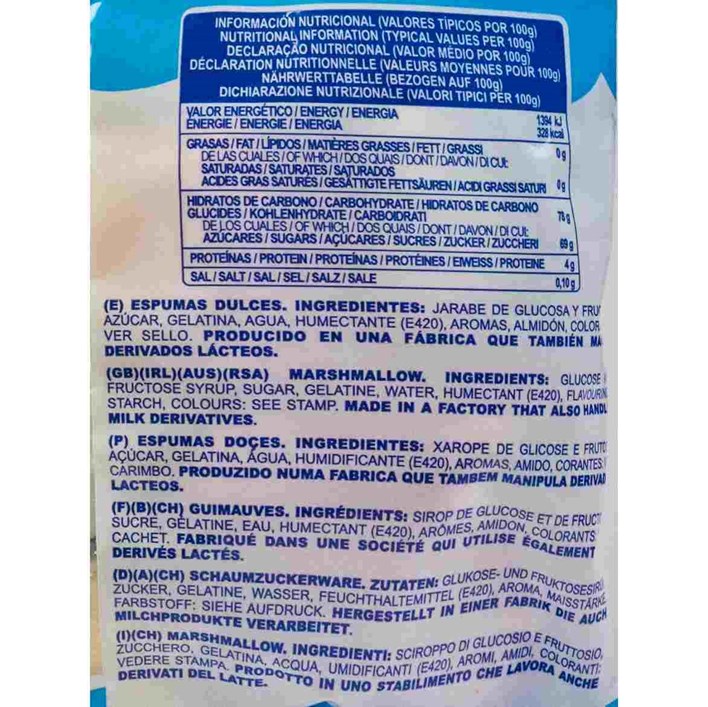 INFORMACIÓN NUTRICIONAL (VALORES TÍPICOS POR 100g)
NUTRITIONAL INFORMATION (TYPICAL VALUES PER 100g)
DECLARAÇÃO NUTRICIONAL (VALOR MÉDIO POR 100g)
DÉCLARATION NUTRITIONNELLE (VALEURS MOYENNES POUR 100g)
NÄHRWERTTABELLE (BEZOGEN AUF 100g)
DICHIARAZIONE NUTRIZIONALE (VALORI TIPICI PER 100g)
VALOR ENERGÉTICO / ENERGY / ENERGIA 1394 kJ
ÉNERGIE / ENERGIE / ENERGIA 328 kcal
GRASAS / FAT / LÍPIDOS / MATIÈRES GRASSES / FETT / GRASSI 0 g
DE LAS CUALES / OF WHICH / DOS QUAIS / DONT / DAVON / DI CUI:
SATURADAS / SATURATES / SATURADOS
ACIDES GRAS SATURÉS / GESÄTTIGTE FETTSÄUREN / ACIDI GRASSI SATURI 0 g
HIDRATOS DE CARBONO / CARBOHYDRATE / HIDRATOS DE CARBONO
GLUCIDES / KOHLENHYDRATE / CARBOIDRATI 78 g
DE LOS CUALES / OF WHICH / DOS QUAIS / DONT / DAVON / DI CUI:
AZÚCARES / SUGARS / AÇÚCARES / SUCRES / ZUCKER / ZUCCHERI 69 g
PROTEÍNAS / PROTEIN / PROTEÍNAS / PROTÉINES / EIWEISS / PROTEINE 4 g
SAL / SALT / SAL / SEL / SALZ / SALE 0,10 g
(E) ESPUMAS DULCES. INGREDIENTES: JARABE DE GLUCOSA Y FRU
AZÚCAR, GELATINA, AGUA, HUMECTANTE (E420), AROMAS, ALMIDÓN, COLOR
VER SELLO. PRODUCIDO EN UNA FÁBRICA QUE TAMBIÉN MA
DERIVADOS LÁCTEOS.
(GB)(IRL)(AUS)(RSA) MARSHMALLOW. INGREDIENTS: GLUCOSE
FRUCTOSE SYRUP, SUGAR, GELATINE, WATER, HUMECTANT (E420), FLAVOURIN
STARCH, COLOURS: SEE STAMP. MADE IN A FACTORY THAT ALSO HANDL
MILK DERIVATIVES.
(P) ESPUMAS DOÇES. INGREDIENTES: XAROPE DE GLICOSE E FRUTO
AÇÚCAR, GELATINA, ÁGUA, HUMIDIFICANTE (E420), AROMAS, AMIDO, CORANTES:
CARIMBO. PRODUZIDO NUMA FABRICA QUE TAMBEM MANIPULA DERIVAD
LACTEOS.
(F)(B)(CH) GUIMAUVES. INGRÉDIENTS: SIROP DE GLUCOSE ET DE FRUCT
SUCRE, GÉLATINE, EAU, HUMECTANT (E420), ARÔMES, AMIDON, COLORANTS
CACHET. FABRIQUÉ DANS UNE SOCIÉTÉ QUI UTILISE ÉGALEMENT
DERIVÉS LACTÉS.
(D)(A)(CH) SCHAUMZUCKERWARE. ZUTATEN: GLUKOSE- UND FRUKTOSESIRU
ZUCKER, GELATINE, WASSER, FEUCHTHALTEMITTEL (E420), AROMA, MAISSTÄRKE
FARBSTOFF: SIEHE AUFDRUCK. HERGESTELLT IN EINER FABRIK DIE AUCH
MILCHPRODUKTE VERARBEITET.
(I)(CH) MARSHMALLOW. INGREDIENTI: SCIROPPO DI GLUCOSIO E FRUTTOSIO,
ZUCCHERO, GELATINA, ACQUA, UMIDIFICANTI (E420), AROMI, AMIDI, COLORANTI:
VEDERE STAMPA. PRODOTTO IN UNO STABILIMENTO CHE LAVORA ANCHE
DERIVATI DEL LATTE.